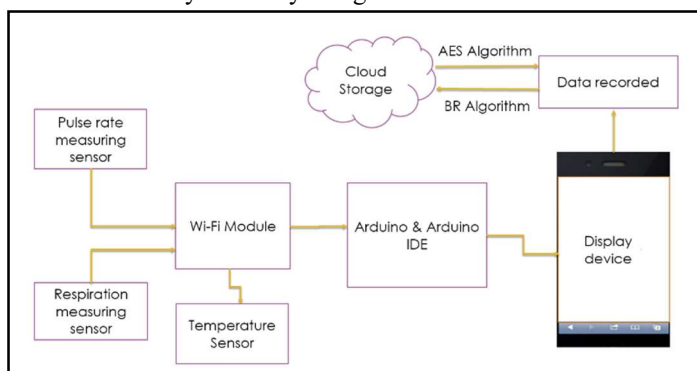 AES Algorithm
Cloud
Storage
Data recorded
BR Algorithm
Pulse rate
measuring
sensor
Wi-Fi Module
Arduino & Arduino
IDE
Display
device
Respiration
measuring
sensor
Temperature
Sensor